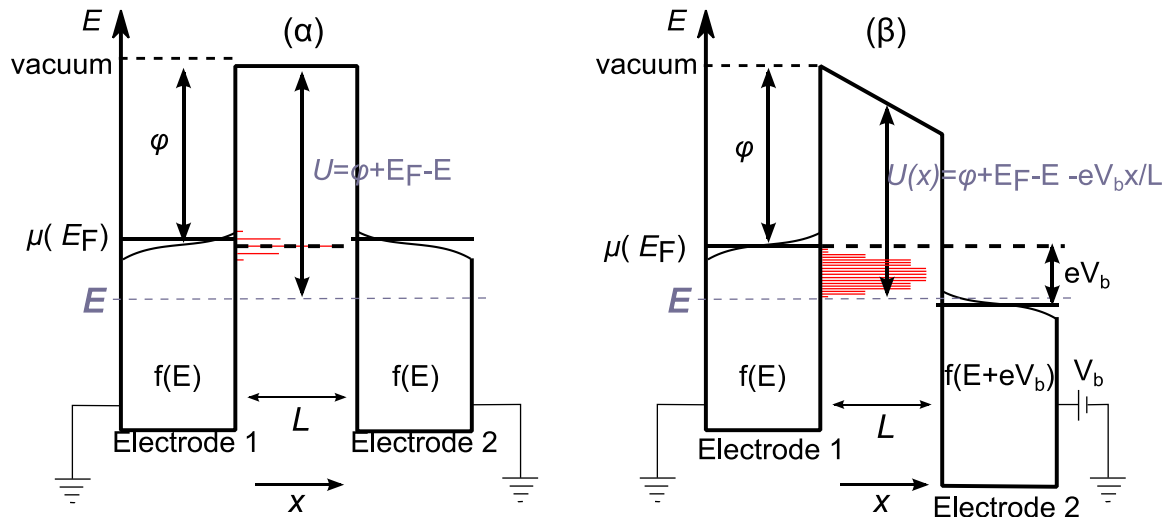 E
(α)
vacuum
φ
U=φ+EF-E
μ( EF)
E
f(E)
f(E)
L
Electrode 1
Electrode 2
x
E
(β)
vacuum
φ
U(x)=φ+EF-E -eVbx/L
μ( EF)
eVb
E
f(E)
f(E+eVb)
Vb
L
Electrode 1
x
Electrode 2